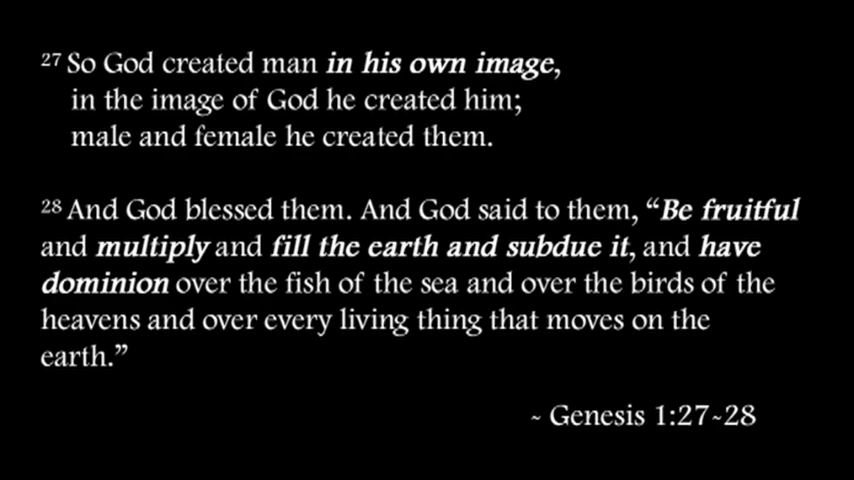 27 So God created man in his own image,
in the image of God he created him;
male and female he created them.
28 And God blessed them. And God said to them, “Be fruitful
and multiply and fill the earth and subdue it, and have
dominion over the fish of the sea and over the birds of the
heavens and over every living thing that moves on the
earth.”
~ Genesis 1:27~28